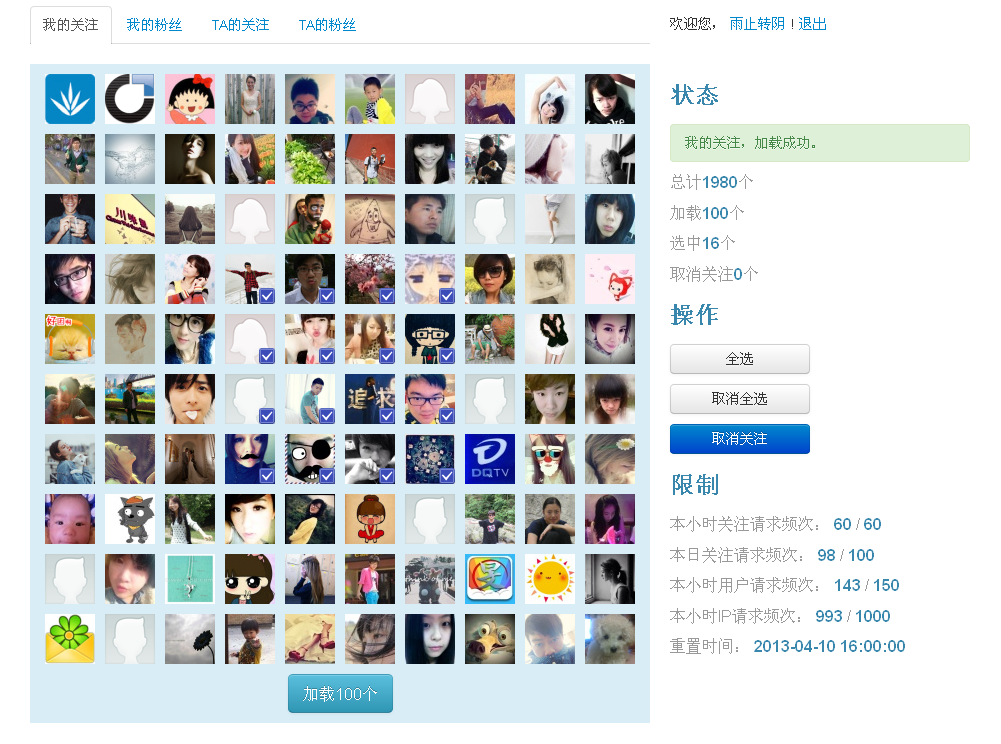 我的关注
我的粉丝
TA的关注
TA的粉丝
欢迎您， 雨止转阴！退出
川地道
好困啊
追·求
DQTV
think of me
加载100个
状态
我的关注，加载成功。
总计1980个
加载100个
选中16个
取消关注0个
操作
全选
取消全选
取消关注
限制
本小时关注请求频次： 60 / 60
本日关注请求频次： 98 / 100
本小时用户请求频次： 143 / 150
本小时IP请求频次： 993 / 1000
重置时间： 2013-04-10 16:00:00